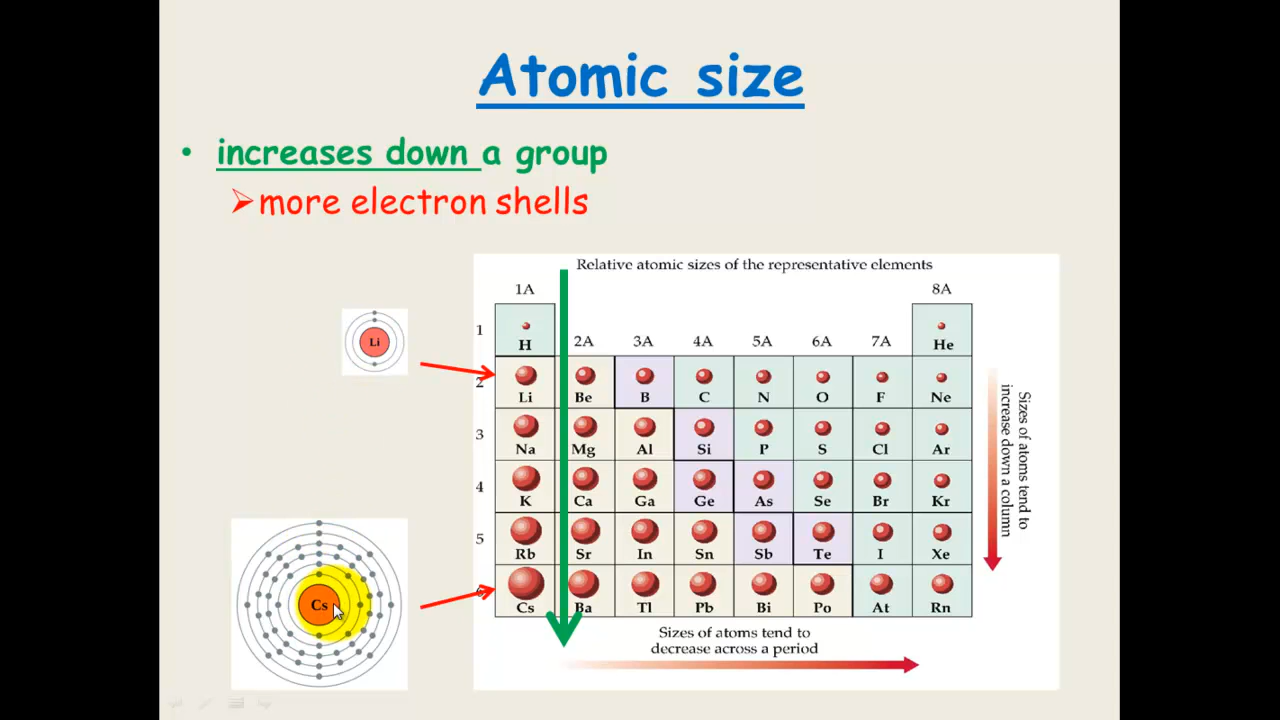 Atomic size
• increases down a group
➢more electron shells
Relative atomic sizes of the representative elements
1A 8A
1 H 2A 3A 4A 5A 6A 7A He
2 Li Be B C N O F Ne
3 Na Mg Al Si P S Cl Ar
4 K Ca Ga Ge As Se Br Kr
5 Rb Sr In Sn Sb Te I Xe
Cs Ba Tl Pb Bi Po At Rn
Sizes of atoms tend to
decrease across a period
Sizes of atoms tend to
increase down a column
Li
Cs